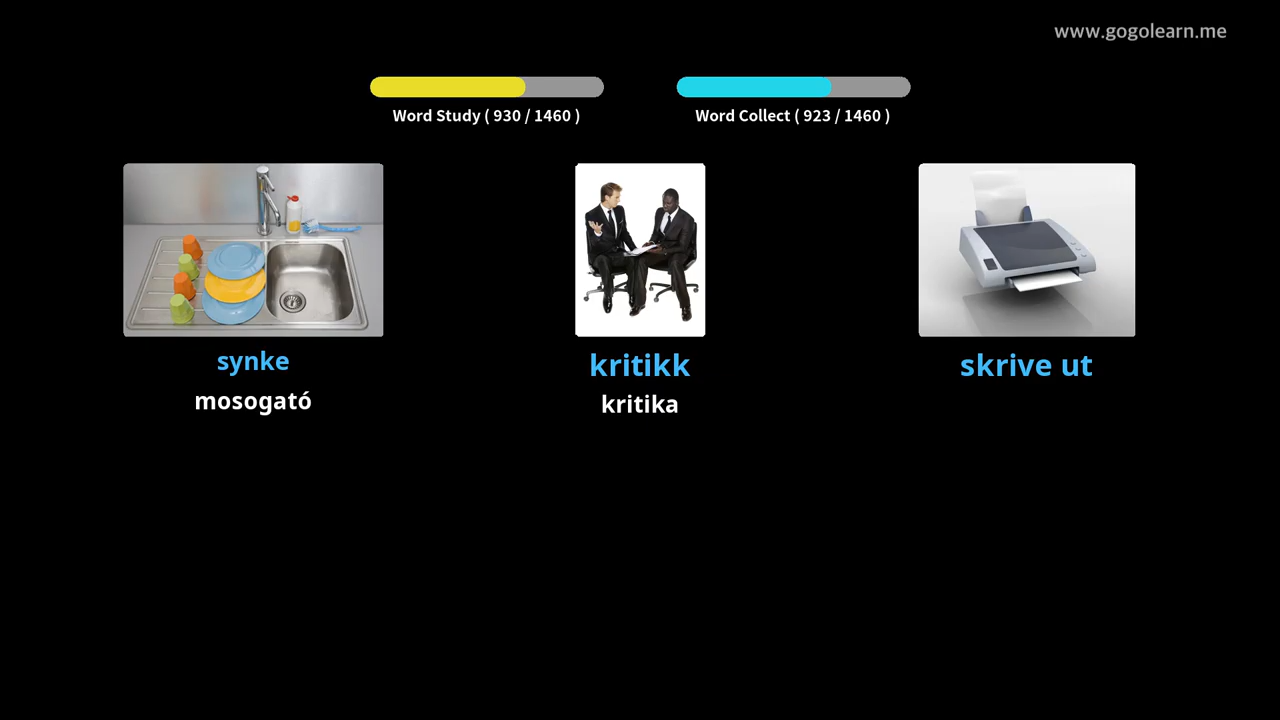 www.gogolearn.me
Word Study ( 930 / 1460 )
Word Collect ( 923 / 1460 )
synke
mosogató
kritikk
kritika
skrive ut